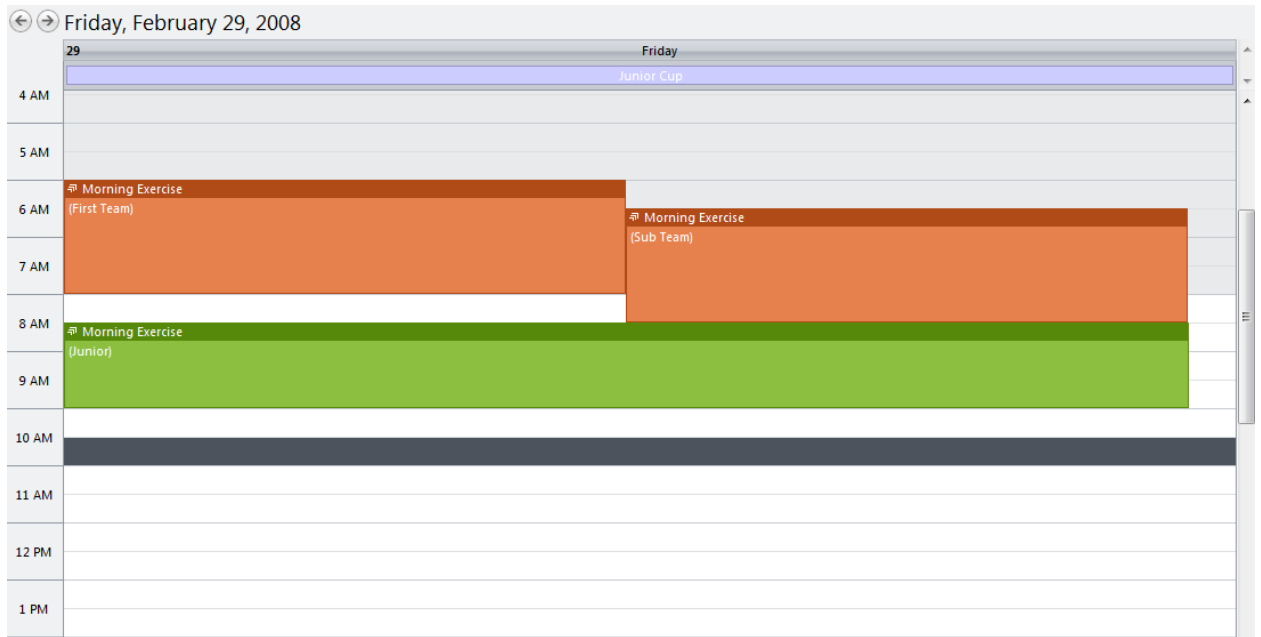 Friday, February 29, 2008
29 Friday
Junior Cup
4 AM
5 AM
Morning Exercise
6 AM
(First Team)
Morning Exercise
(Sub Team)
7 AM
8 AM
Morning Exercise
(Junior)
9 AM
10 AM
11 AM
12 PM
1 PM